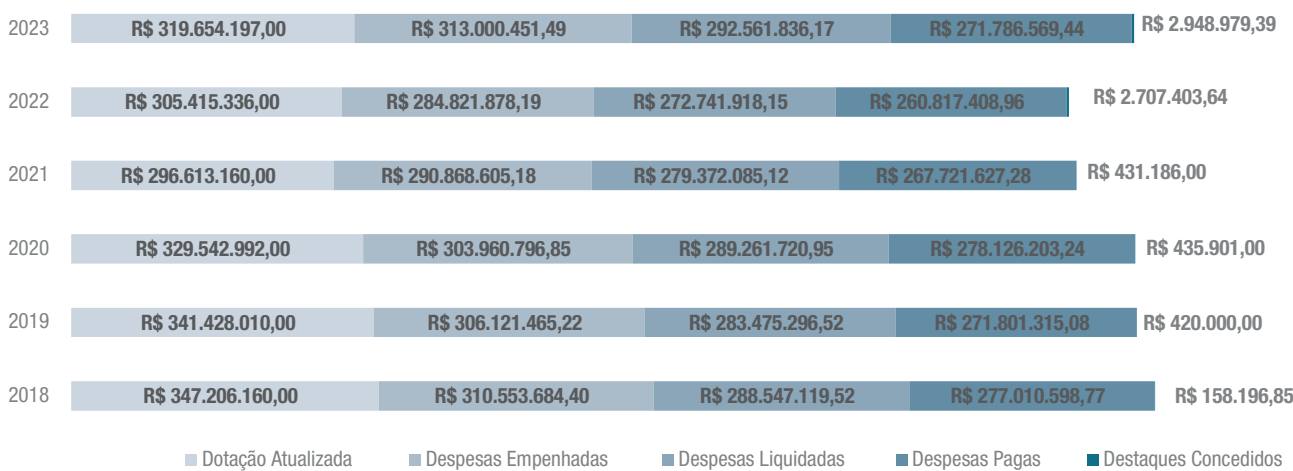 2023 R$ 319.654.197,00 R$ 313.000.451,49 R$ 292.561.836,17 R$ 271.786.569,44 R$ 2.948.979,39
2022 R$ 305.415.336,00 R$ 284.821.878,19 R$ 272.741.918,15 R$ 260.817.408,96 R$ 2.707.403,64
2021 R$ 296.613.160,00 R$ 290.868.605,18 R$ 279.372.085,12 R$ 267.721.627,28 R$ 431.186,00
2020 R$ 329.542.992,00 R$ 303.960.796,85 R$ 289.261.720,95 R$ 278.126.203,24 R$ 435.901,00
2019 R$ 341.428.010,00 R$ 306.121.465,22 R$ 283.475.296,52 R$ 271.801.315,08 R$ 420.000,00
2018 R$ 347.206.160,00 R$ 310.553.684,40 R$ 288.547.119,52 R$ 277.010.598,77 R$ 158.196,85
Dotação Atualizada Despesas Empenhadas Despesas Liquidadas Despesas Pagas Destaques Concedidos